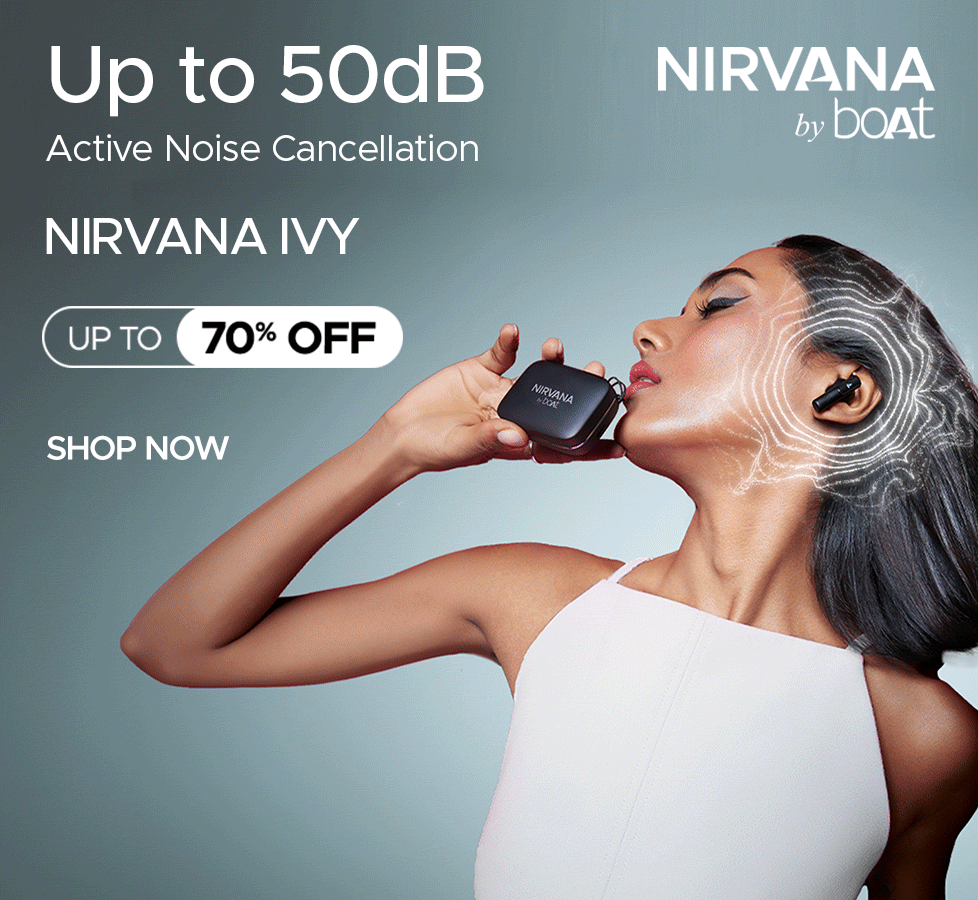 Up to 50dB
Active Noise Cancellation
NIRVANA
by boAt
NIRVANA IVY
UP TO 70% OFF
NIRVANA
by boAt
SHOP NOW